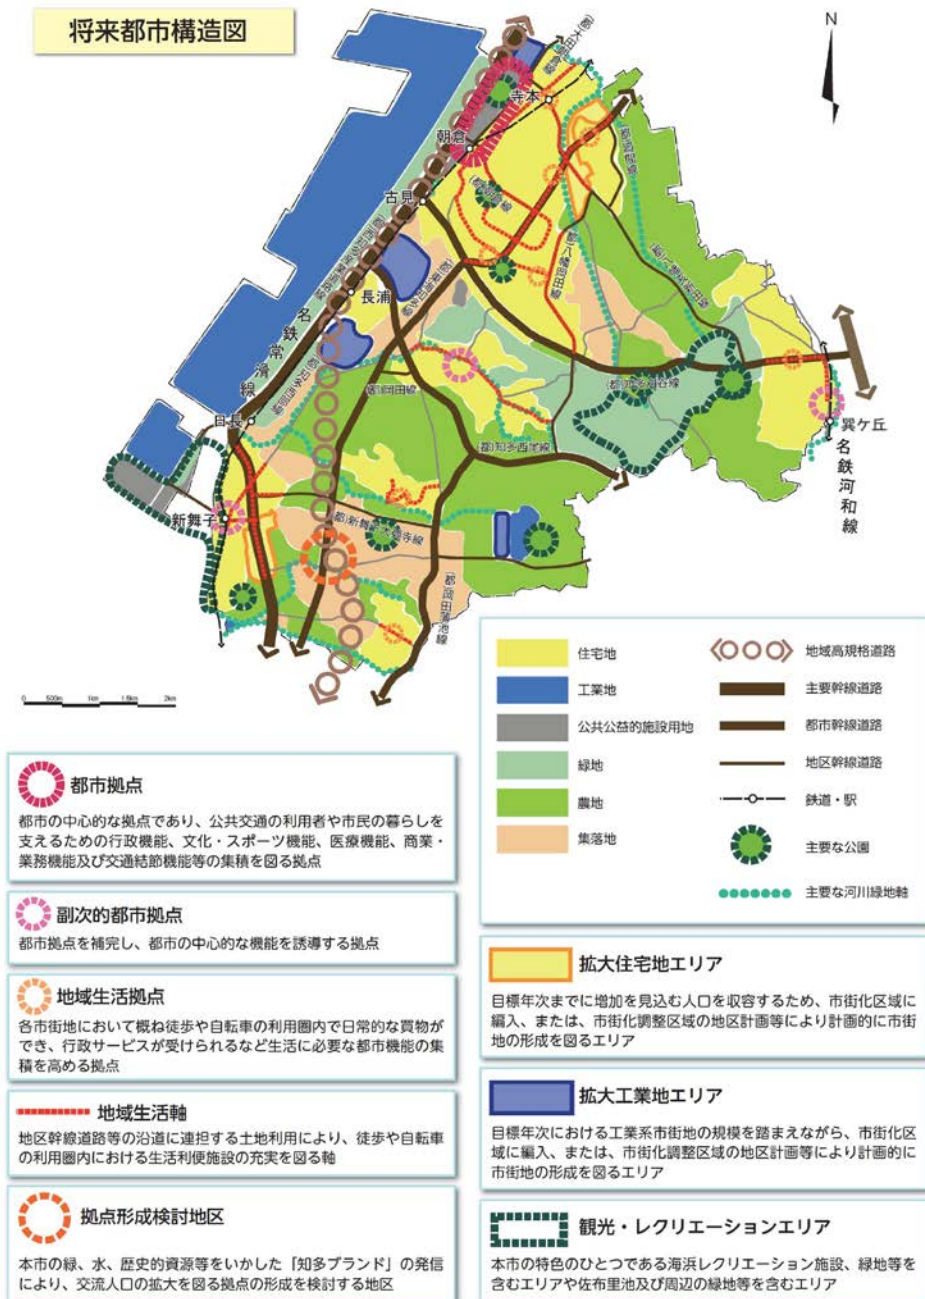 将来都市構造図
N
寺本
朝倉
古見
長浦
名鉄常滑線
日長
(都)知多西尾線
巽ケ丘
名鉄河和線
新舞子
0 500m 1km 1.5km 2km
住宅地
工業地
公共公益的施設用地
緑地
農地
集落地
地域高規格道路
主要幹線道路
都市幹線道路
地区幹線道路
鉄道・駅
主要な公園
主要な河川緑地軸
都市拠点
都市の中心的な拠点であり、公共交通の利用者や市民の暮らしを
支えるための行政機能、文化・スポーツ機能、医療機能、商業・
業務機能及び交通結節機能等の集積を図る拠点
副次的都市拠点
都市拠点を補完し、都市の中心的な機能を誘導する拠点
地域生活拠点
各市街地において概ね徒歩や自転車の利用圏内で日常的な買物が
でき、行政サービスが受けられるなど生活に必要な都市機能の集
積を高める拠点
地域生活軸
地区幹線道路等の沿道に連担する土地利用により、徒歩や自転車
の利用圏内における生活利便施設の充実を図る軸
拠点形成検討地区
本市の緑、水、歴史的資源等をいかした「知多ブランド」の発信
により、交流人口の拡大を図る拠点の形成を検討する地区
拡大住宅地エリア
目標年次までに増加を見込む人口を収容するため、市街化区域に
編入、または、市街化調整区域の地区計画等により計画的に市街
地の形成を図るエリア
拡大工業地エリア
目標年次における工業系市街地の規模を踏まえながら、市街化区
域に編入、または、市街化調整区域の地区計画等により計画的に
市街地の形成を図るエリア
観光・レクリエーションエリア
本市の特色のひとつである海浜レクリエーション施設、緑地等を
含むエリアや佐布里池及び周辺の緑地等を含むエリア